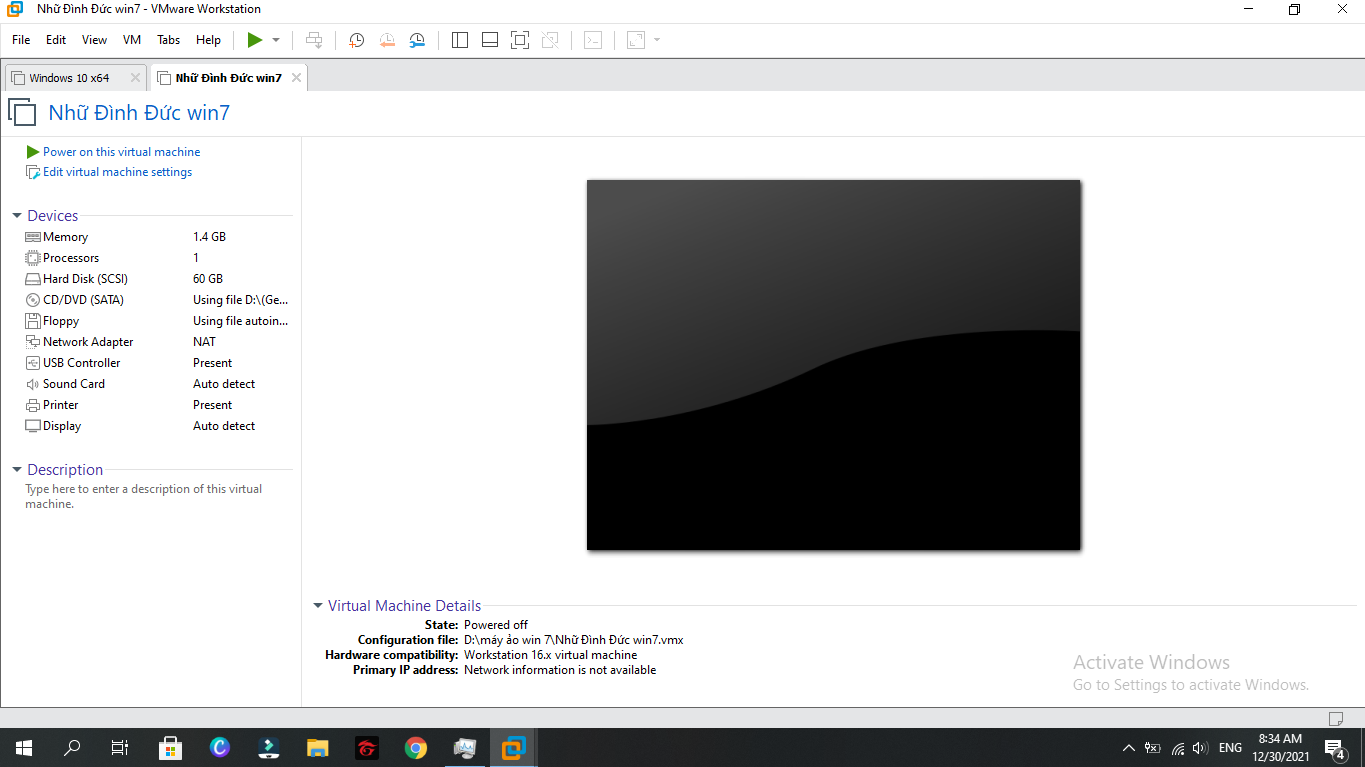 Nhữ Đình Đức win7 - VMware Workstation
File Edit View VM Tabs Help
Windows 10 x64
Nhữ Đình Đức win7
Nhữ Đình Đức win7
Power on this virtual machine
Edit virtual machine settings
Devices
Memory 1.4 GB
Processors 1
Hard Disk (SCSI) 60 GB
CD/DVD (SATA) Using file D:\(Ge...
Floppy Using file autoin...
Network Adapter NAT
USB Controller Present
Sound Card Auto detect
Printer Present
Display Auto detect
Description
Type here to enter a description of this virtual
machine.
Virtual Machine Details
State: Powered off
Configuration file: D:\máy ảo win 7\Nhữ Đình Đức win7.vmx
Hardware compatibility: Workstation 16.x virtual machine
Primary IP address: Network information is not available
Activate Windows
Go to Settings to activate Windows.
ENG
8:34 AM
12/30/2021
4